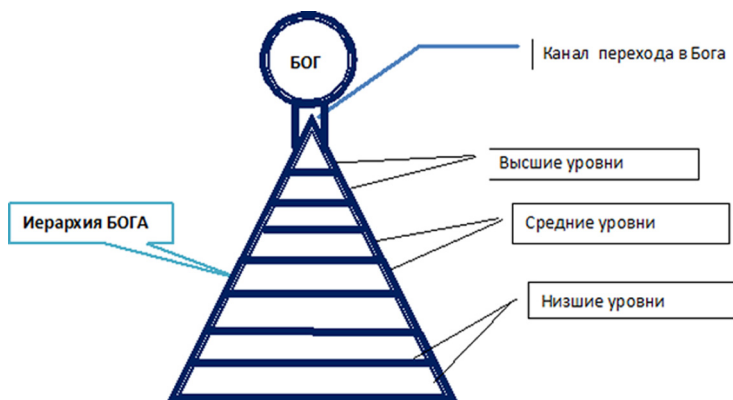 БОГ
Канал перехода в Бога
Высшие уровни
Иерархия БОГА
Средние уровни
Низшие уровни